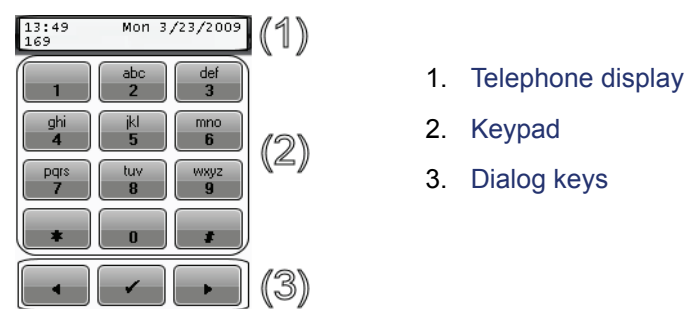 13:49 Mon 3/23/2009
169
(1)
1
abc
2
def
3
ghi
4
jkl
5
mno
6
(2)
pqrs
7
tuv
8
wxyz
9
*
0
#
◄ ✓ ►
(3)
1. Telephone display
2. Keypad
3. Dialog keys